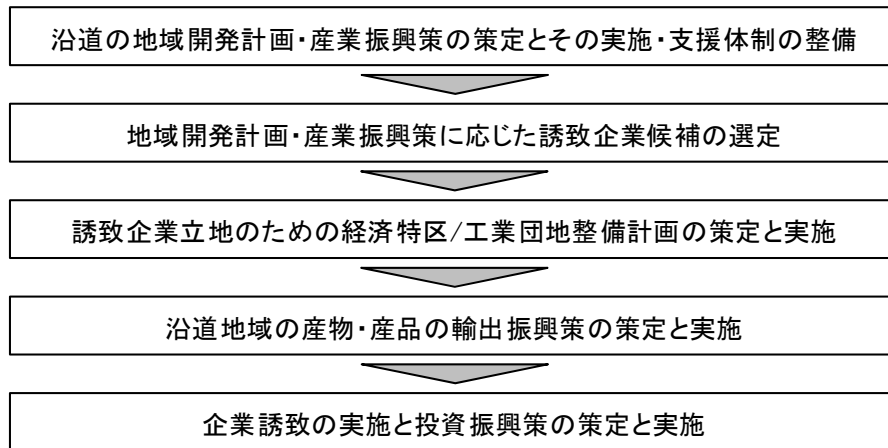 沿道の地域開発計画・産業振興策の策定とその実施・支援体制の整備
地域開発計画・産業振興策に応じた誘致企業候補の選定
誘致企業立地のための経済特区/工業団地整備計画の策定と実施
沿道地域の産物・産品の輸出振興策の策定と実施
企業誘致の実施と投資振興策の策定と実施